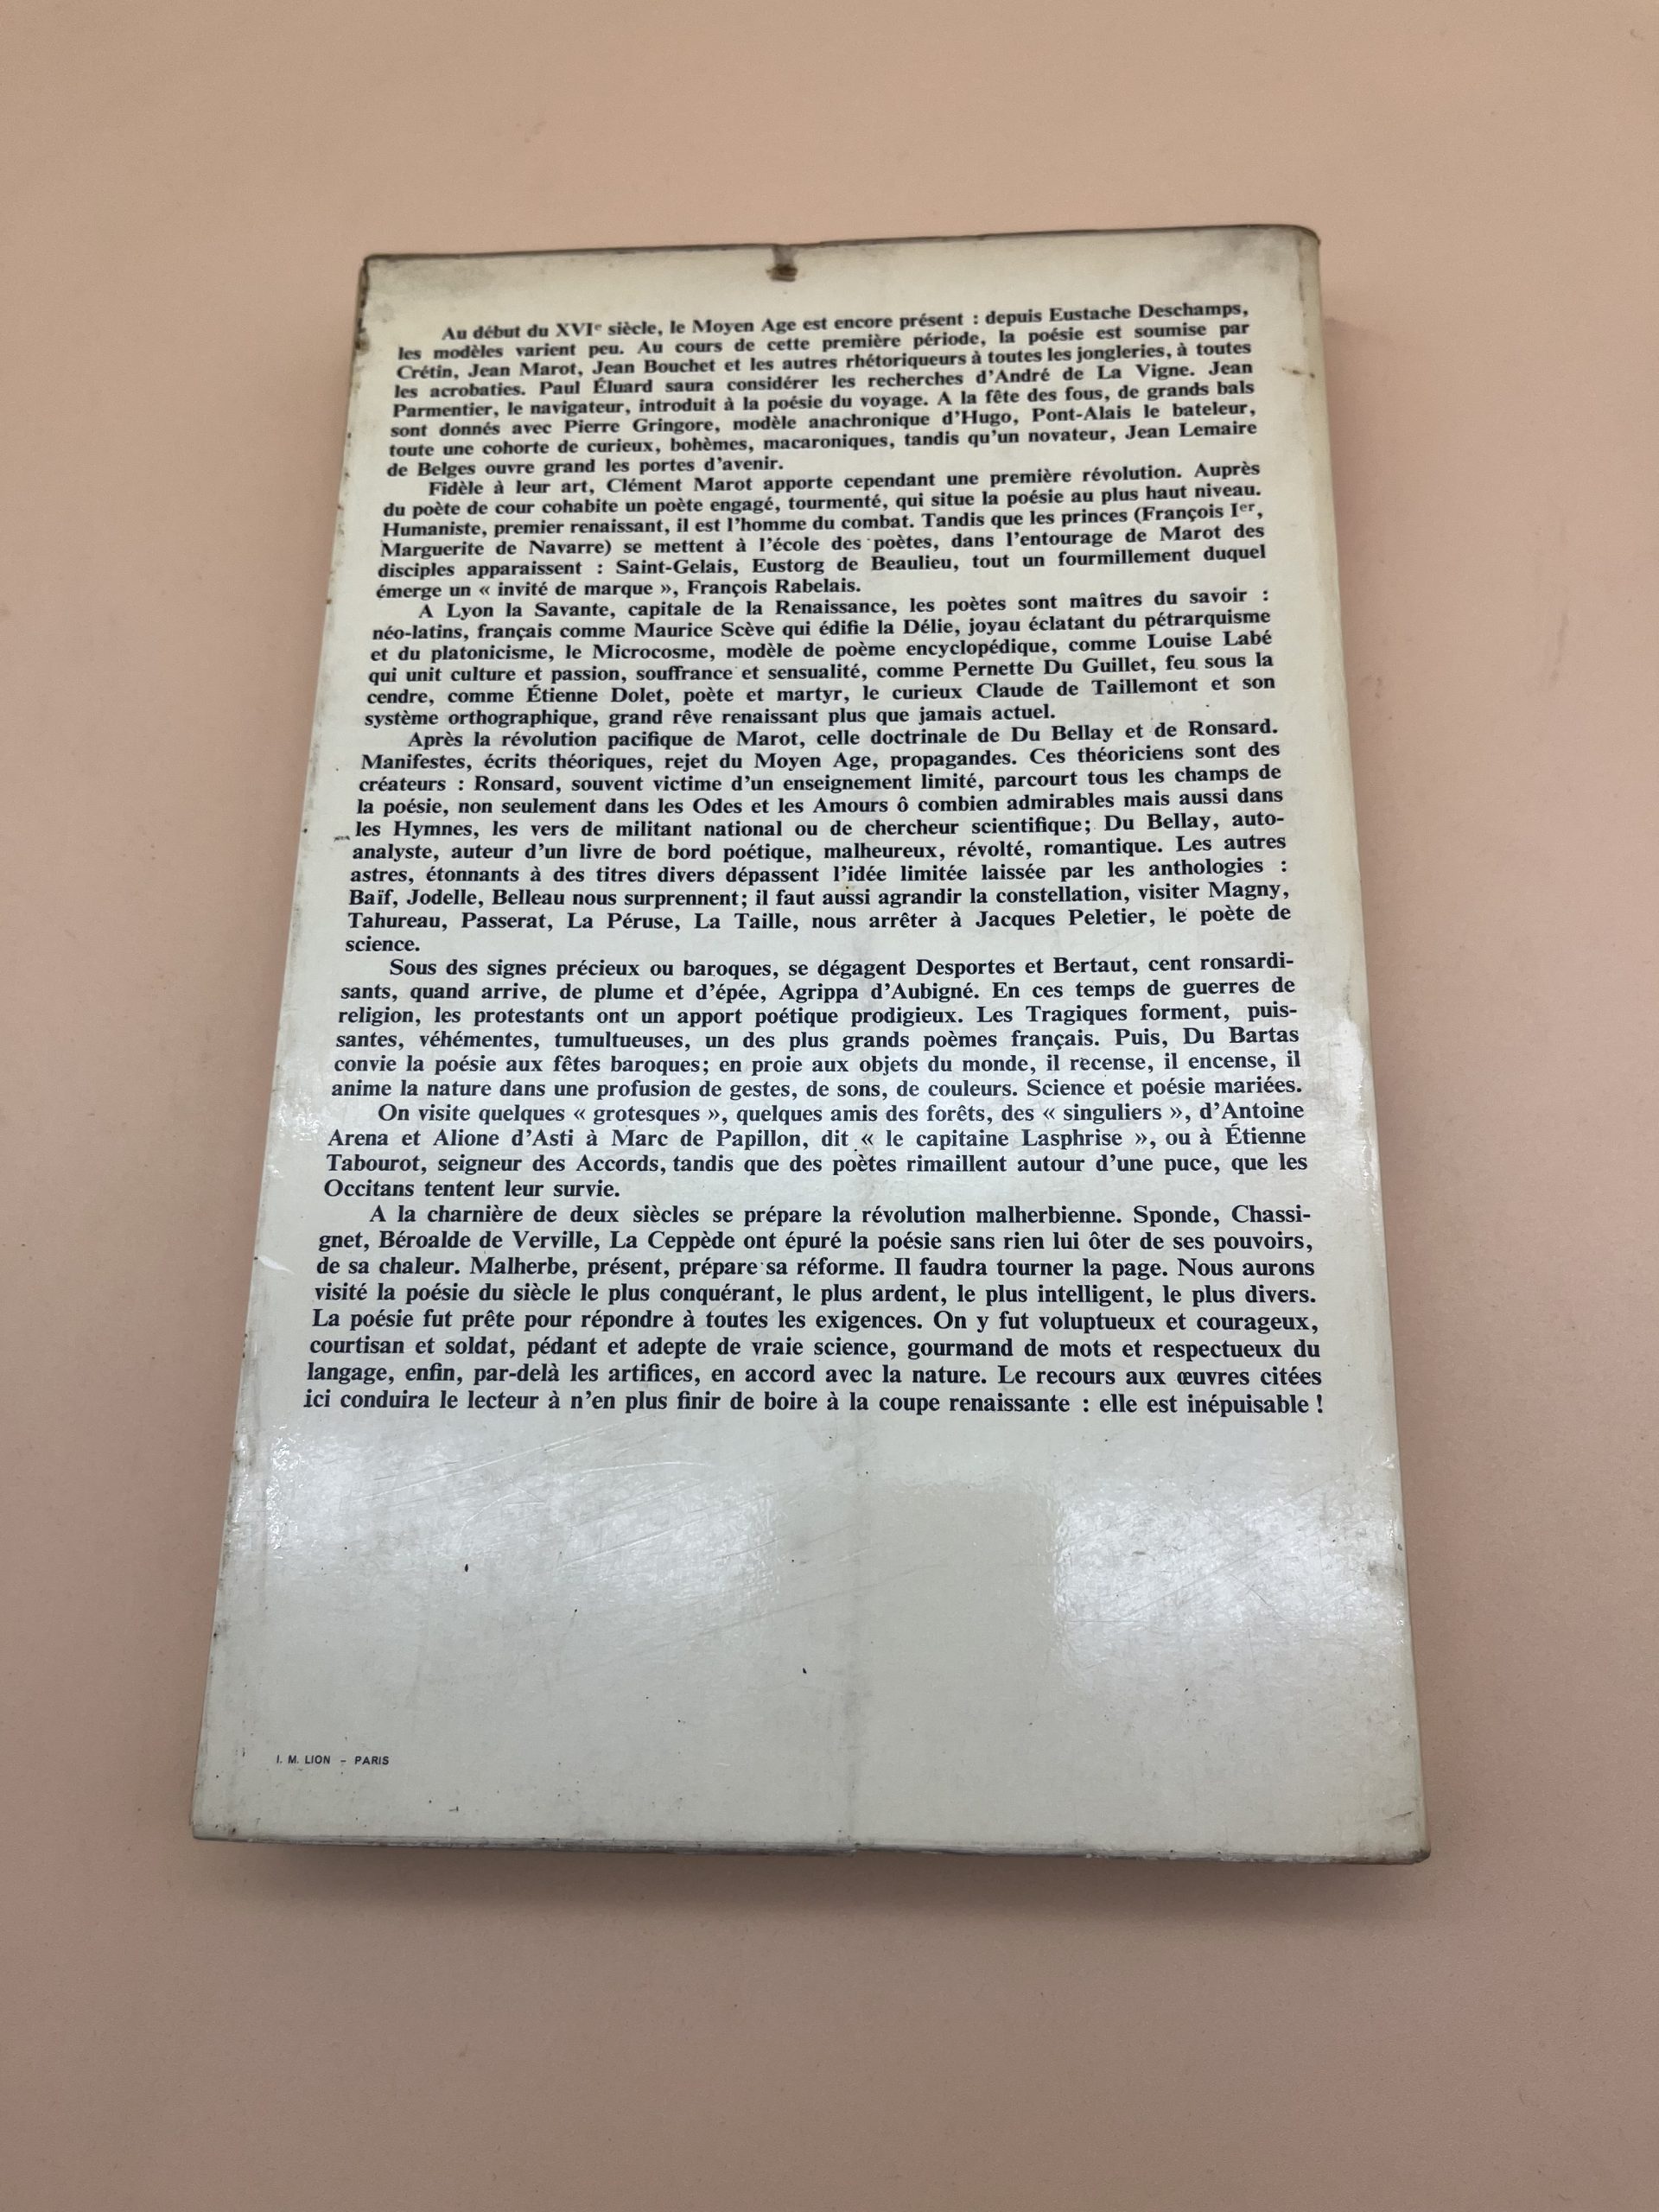 Au début du XVIe siècle, le Moyen Age est encore présent : depuis Eustache Deschamps,
les modèles varient peu. Au cours de cette première période, la poésie est soumise par
Crétin, Jean Marot, Jean Bouchet et les autres rhétoriqueurs à toutes les jongleries, à toutes
les acrobaties. Paul Éluard saura considérer les recherches d'André de La Vigne. Jean
Parmentier, le navigateur, introduit à la poésie du voyage. A la fête des fous, de grands bals
sont donnés avec Pierre Gringore, modèle anachronique d'Hugo, Pont-Alais le bateleur,
toute une cohorte de curieux, bohèmes, macaroniques, tandis qu'un novateur, Jean Lemaire
de Belges ouvre grand les portes d'avenir.
Fidèle à leur art, Clément Marot apporte cependant une première révolution. Auprès
du poète de cour cohabite un poète engagé, tourmenté, qui situe la poésie au plus haut niveau.
Humaniste, premier renaissant, il est l'homme du combat. Tandis que les princes (François Ier,
Marguerite de Navarre) se mettent à l'école des poètes, dans l'entourage de Marot des
disciples apparaissent : Saint-Gelais, Eustorg de Beaulieu, tout un fourmillement duquel
émerge un « invité de marque », François Rabelais.
A Lyon la Savante, capitale de la Renaissance, les poètes sont maîtres du savoir :
néo-latins, français comme Maurice Scève qui édifie la Délie, joyau éclatant du pétrarquisme
et du platonicisme, le Microcosme, modèle de poème encyclopédique, comme Louise Labé
qui unit culture et passion, souffrance et sensualité, comme Pernette Du Guillet, feu sous la
cendre, comme Étienne Dolet, poète et martyr, le curieux Claude de Taillemont et son
système orthographique, grand rêve renaissant plus que jamais actuel.
Après la révolution pacifique de Marot, celle doctrinale de Du Bellay et de Ronsard.
Manifestes, écrits théoriques, rejet du Moyen Age, propagandes. Ces théoriciens sont des
créateurs : Ronsard, souvent victime d'un enseignement limité, parcourt tous les champs de
la poésie, non seulement dans les Odes et les Amours ô combien admirables mais aussi dans
les Hymnes, les vers de militant national ou de chercheur scientifique; Du Bellay, auto-
analyste, auteur d'un livre de bord poétique, malheureux, révolté, romantique. Les autres
astres, étonnants à des titres divers dépassent l'idée limitée laissée par les anthologies :
Baïf, Jodelle, Belleau nous surprennent; il faut aussi agrandir la constellation, visiter Magny,
Tahureau, Passerat, La Péruse, La Taille, nous arrêter à Jacques Peletier, le poète de
science.
Sous des signes précieux ou baroques, se dégagent Desportes et Bertaut, cent ronsardi-
sants, quand arrive, de plume et d'épée, Agrippa d'Aubigné. En ces temps de guerres de
religion, les protestants ont un apport poétique prodigieux. Les Tragiques forment, puis-
santes, véhémentes, tumultueuses, un des plus grands poèmes français. Puis, Du Bartas
convie la poésie aux fêtes baroques; en proie aux objets du monde, il recense, il encense, il
anime la nature dans une profusion de gestes, de sons, de couleurs. Science et poésie mariées.
On visite quelques « grotesques », quelques amis des forêts, des « singuliers », d'Antoine
Arena et Alione d'Asti à Marc de Papillon, dit « le capitaine Lasphrise », ou à Étienne
Tabourot, seigneur des Accords, tandis que des poètes rimaillent autour d'une puce, que les
Occitans tentent leur survie.
A la charnière de deux siècles se prépare la révolution malherbienne. Sponde, Chassi-
gnet, Béroalde de Verville, La Ceppède ont épuré la poésie sans rien lui ôter de ses pouvoirs,
de sa chaleur. Malherbe, présent, prépare sa réforme. Il faudra tourner la page. Nous aurons
visité la poésie du siècle le plus conquérant, le plus ardent, le plus intelligent, le plus divers.
La poésie fut prête pour répondre à toutes les exigences. On y fut voluptueux et courageux,
courtisan et soldat, pédant et adepte de vraie science, gourmand de mots et respectueux du
langage, enfin, par-delà les artifices, en accord avec la nature. Le recours aux œuvres citées
ici conduira le lecteur à n'en plus finir de boire à la coupe renaissante : elle est inépuisable !
I. M. LION – PARIS